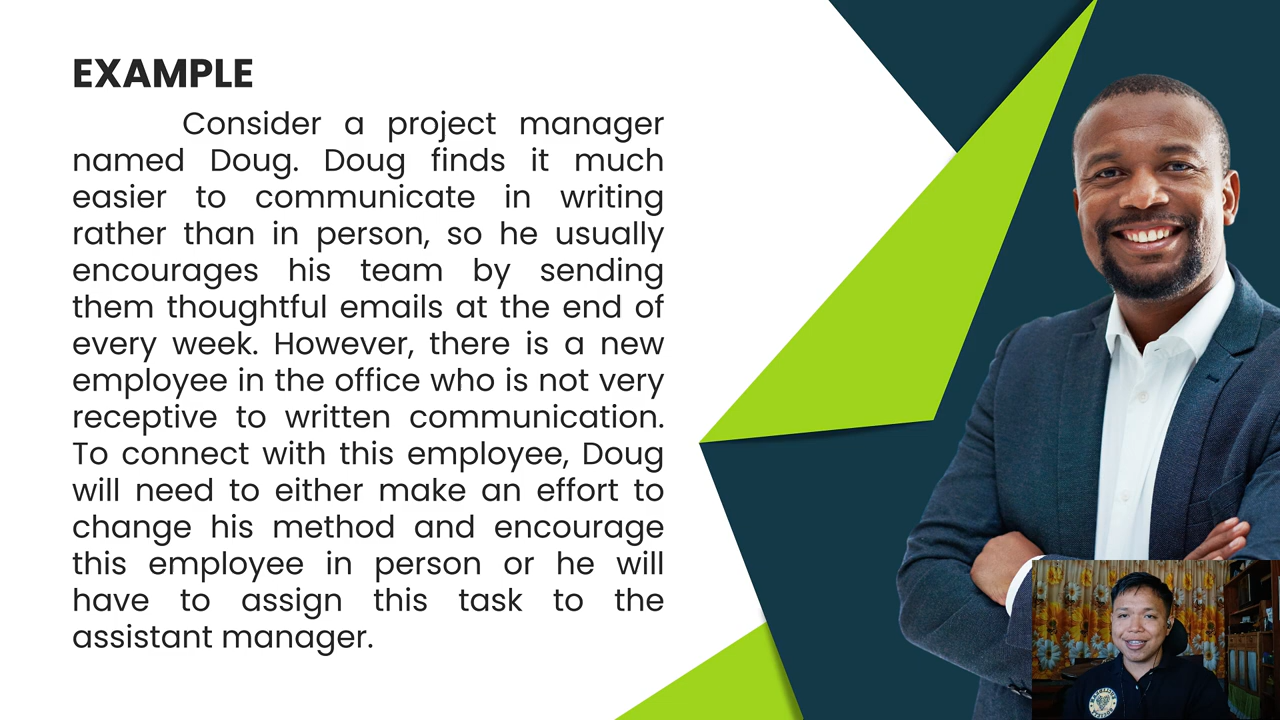 EXAMPLE
Consider a project manager
named Doug. Doug finds it much
easier to communicate in writing
rather than in person, so he usually
encourages his team by sending
them thoughtful emails at the end of
every week. However, there is a new
employee in the office who is not very
receptive to written communication.
To connect with this employee, Doug
will need to either make an effort to
change his method and encourage
this employee in person or he will
have to assign this task to the
assistant manager.